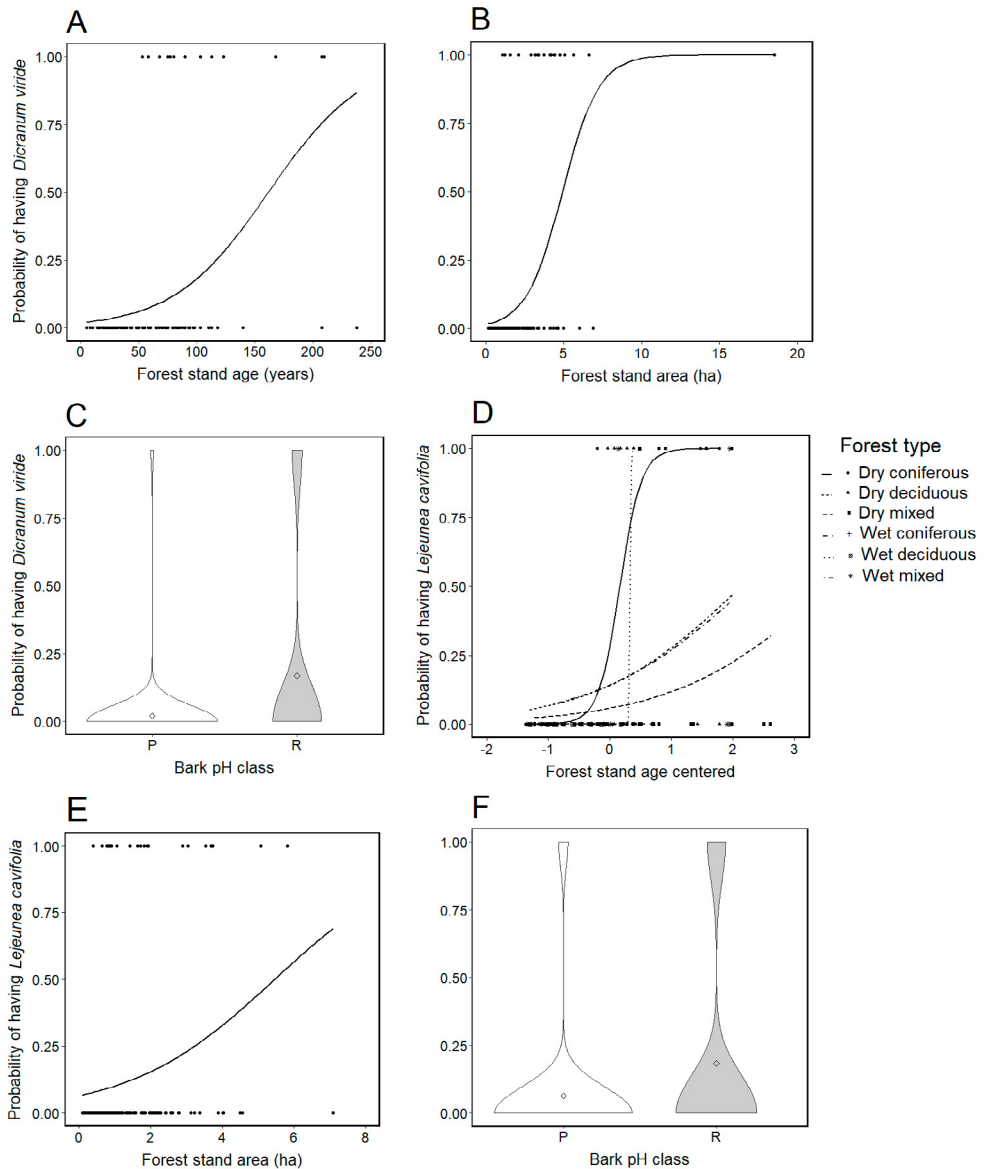 A
Probability of having Dicranum viride
1.00
0.75
0.50
0.25
0.00
0 50 100 150 200 250
Forest stand age (years)
B
1.00
0.75
0.50
0.25
0.00
0 5 10 15 20
Forest stand area (ha)
C
Probability of having Dicranum viride
1.00
0.75
0.50
0.25
0.00
P R
Bark pH class
D
Probability of having Lejeunea cavifolia
1.00
0.75
0.50
0.25
0.00
-2 -1 0 1 2 3
Forest stand age centered
Forest type
Dry coniferous
Dry deciduous
Dry mixed
Wet coniferous
Wet deciduous
Wet mixed
E
Probability of having Lejeunea cavifolia
1.00
0.75
0.50
0.25
0.00
0 2 4 6 8
Forest stand area (ha)
F
1.00
0.75
0.50
0.25
0.00
P R
Bark pH class